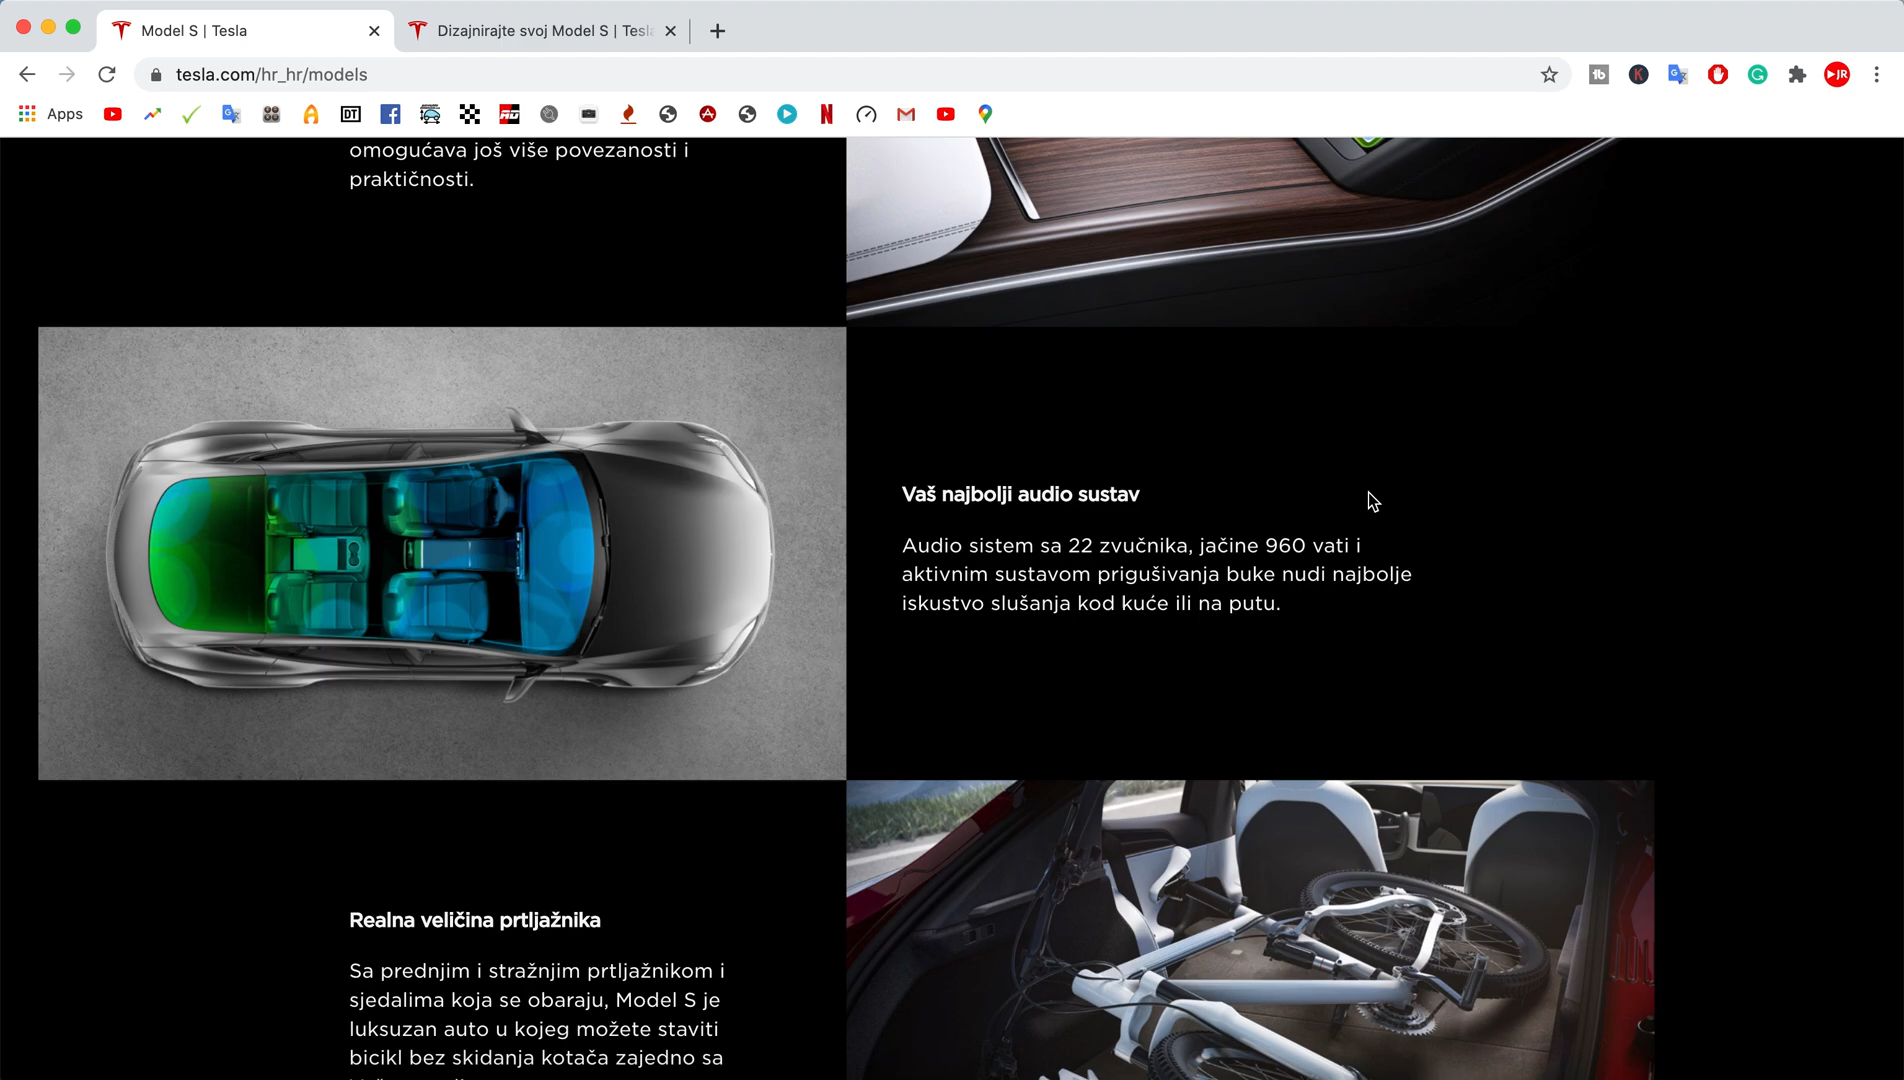 Model S | Tesla
Dizajnirajte svoj Model S | Tesla
tesla.com/hr_hr/models
Apps
DT
JR
omogućava još više povezanosti i
praktičnosti.
Vaš najbolji audio sustav
Audio sistem sa 22 zvučnika, jačine 960 vati i
aktivnim sustavom prigušivanja buke nudi najbolje
iskustvo slušanja kod kuće ili na putu.
Realna veličina prtljažnika
Sa prednjim i stražnjim prtljažnikom i
sjedalima koja se obaraju, Model S je
luksuzan auto u kojeg možete staviti
bicikl bez skidanja kotača zajedno sa